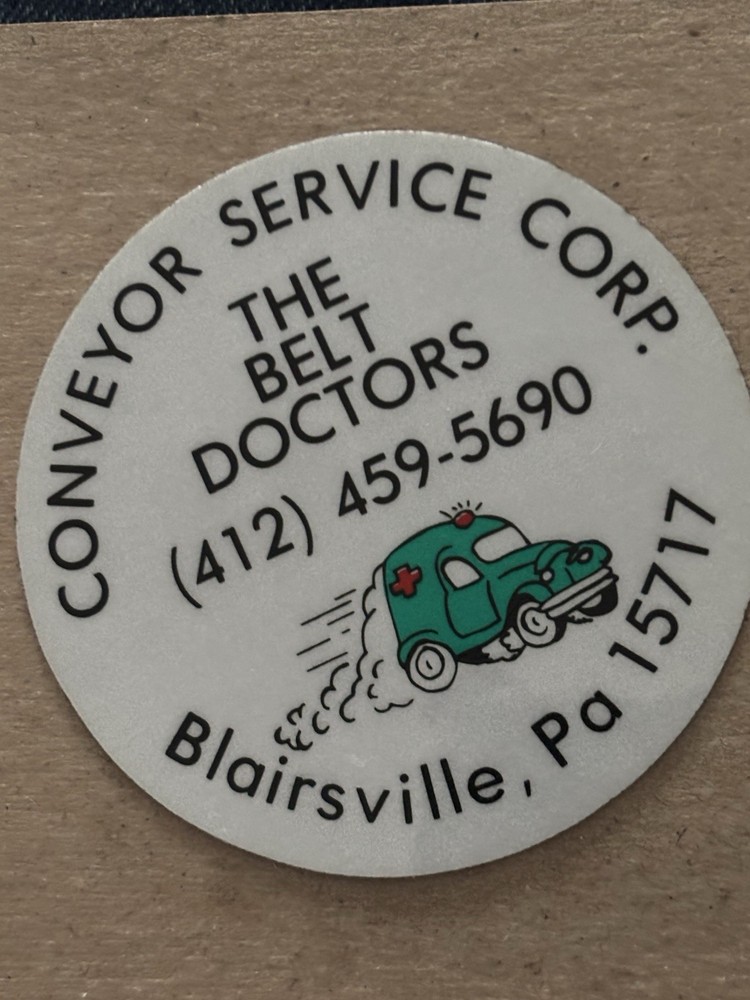 CONVEYOR SERVICE CORP.
THE
BELT
DOCTORS
(412) 459-5690
Blairsville, Pa 15717